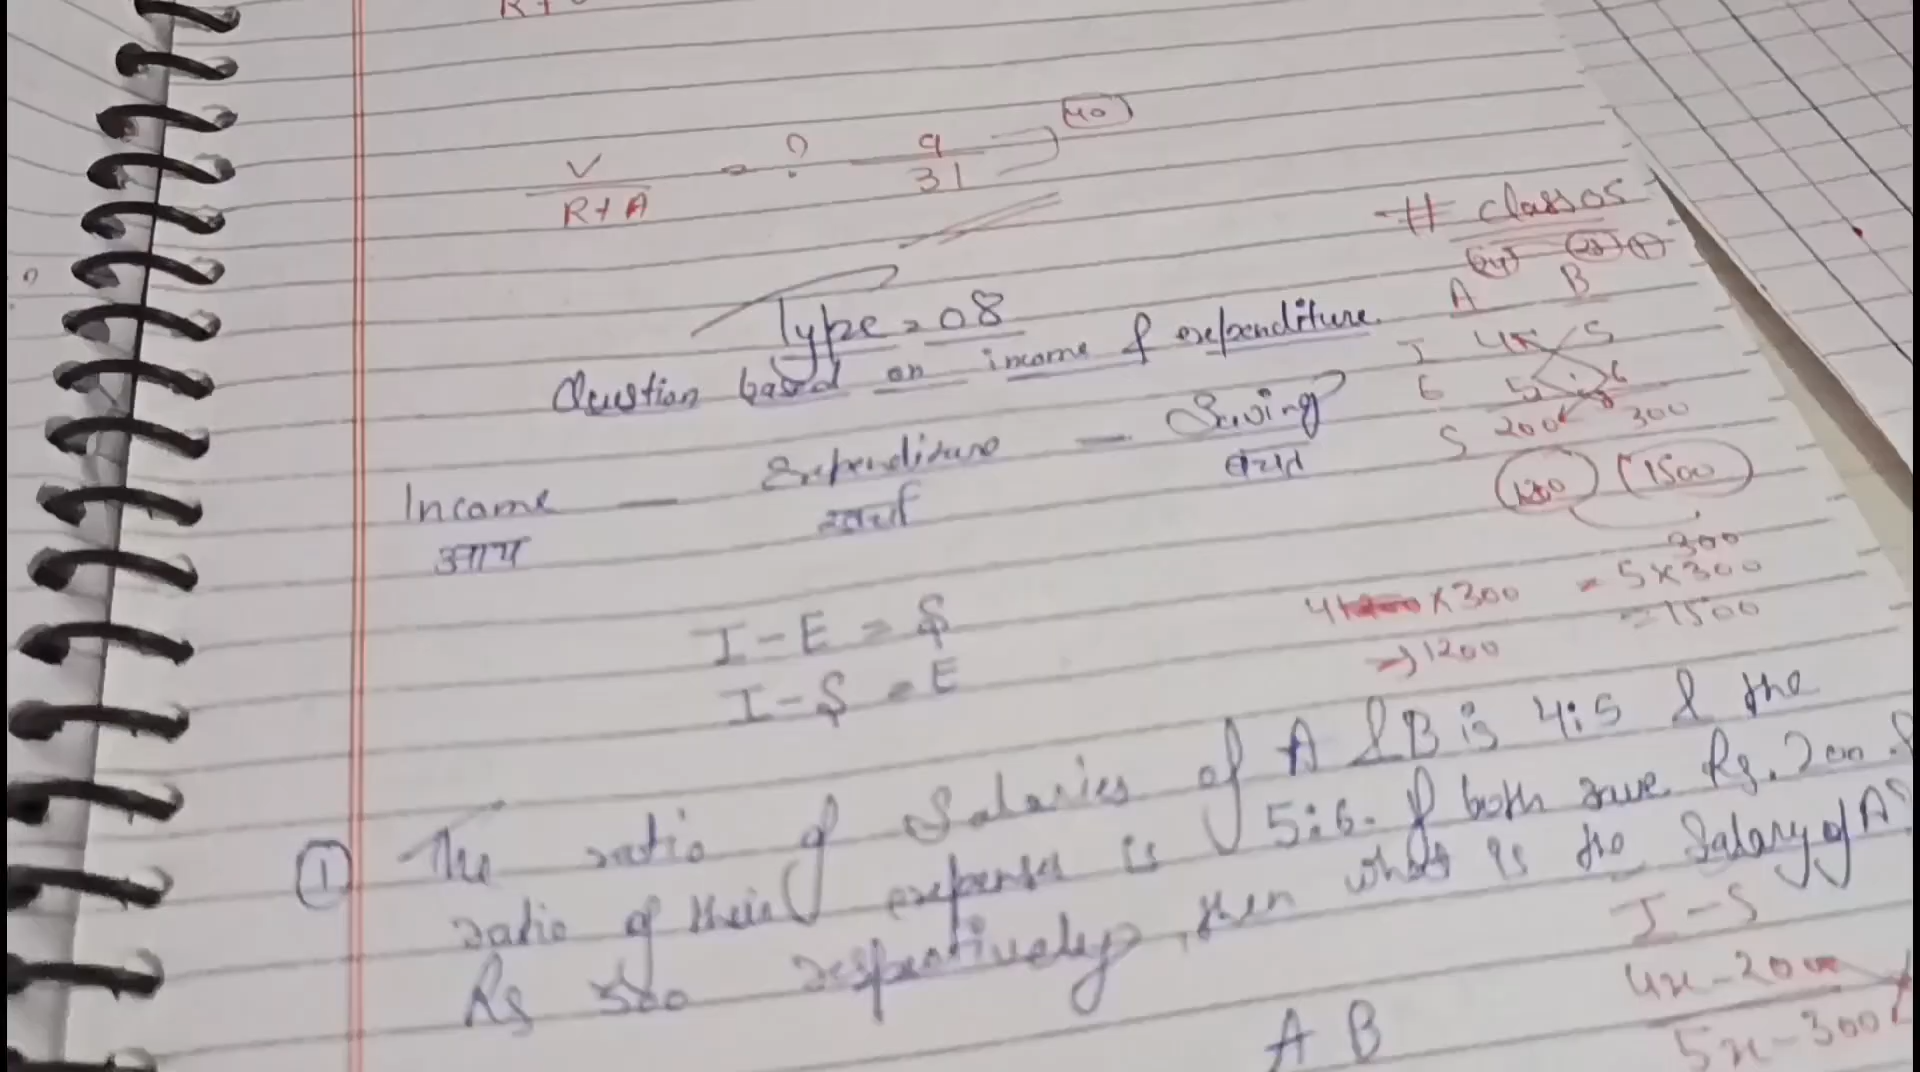 V
R+A = ? 9
31
40
# classes
A B
Type = 08
Question based on income & expenditure.
I 4x 5
E 5 6
S 200 300
Income — Expenditure — Saving
आय खर्च बचत
1200 1500
I - E = $
I - $ = E
300
4 × 300 = 5×300
→ 1200 = 1500
① The ratio of Salaries of A & B is 4:5 & the
ratio of their expenses is 5:6. If both save Rs. 200 &
Rs 300 respectively, then what is the Salary of A?
I - S
A B
4x - 200
5x - 300